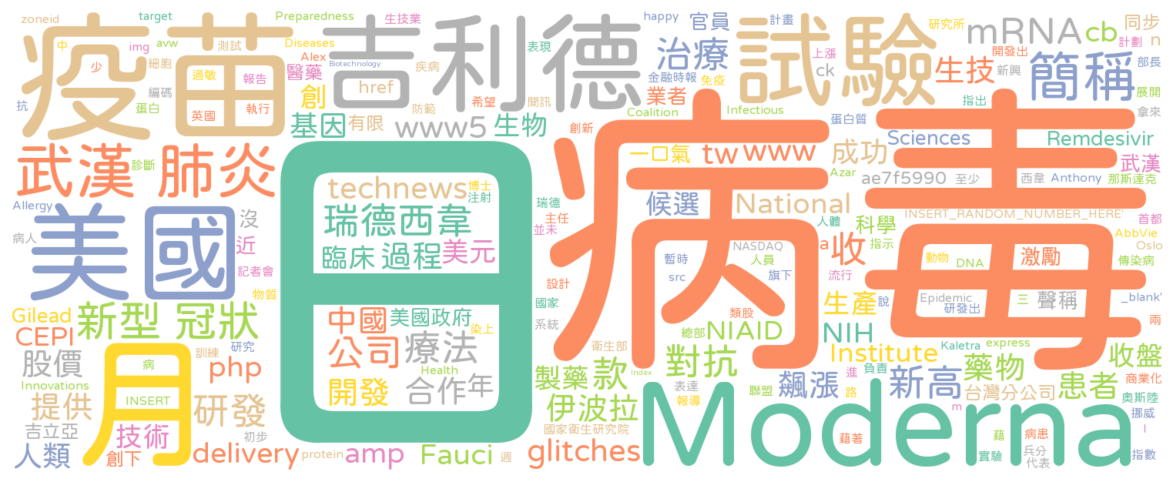 zoneid
target
Preparedness
生技業
happy
官員
計畫
研究所
同步
中
img
avw
測試
Diseases
表現
上漲
mRNA
cb
計劃
n
疫苗
吉利德
試驗
少
細胞
過敏
報告
醫藥
Alex
Biotechnology
疾病
治療
金融時報
免疫
ck
開發出
新興
部長
生技
簡稱
展開
抗
蛋白
編碼
英國
執行
創
href
防範
希望
聞訊
業者
Coalition
Infectious
指出
拿來
基因
有限
www5
生物
創新
蛋白質
Sciences
Remdesivir
武漢
肺炎
診斷
一口氣
tw
www
成功
Azar
ae7f5990
至少
西韋
Anthony
武漢
那斯達克
technews
博士
注射
Allergy
美國
沒
近
瑞德西韋
瑞德
主任
並未
候選
National
人體
科學
INSERT_RANDOM_NUMBER_HERE'
首都
AbbVie
Oslo
病人
記者會
臨床
過程
美元
日
病毒
NASDAQ
人員
暫時
src
旗下
a
收
指示
流行
動物
DNA
激勵
傳染病
物質
設計
國家
Gilead
新型
冠狀
中國
美國政府
染上
系統
類股
生產
說
Epidemic
研發出
三
聲稱
_blank'
兩
CEPI
公司
療法
總部
NIAID
NIH
股價
訓練
研究
病
php
Health
衛生部
Index
對抗
Institute
Kaletra
express
藥物
收盤
Innovations
月
開發
合作
年
製藥
款
表達
報導
聯盟
飆漲
進
路
負責
新高
台灣分公司
患者
商業化
奧斯陸
提供
INSERT
研發
伊波拉
Moderna
m
挪威
l
吉立亞
技術
初步
國家衛生研究院
藉著
藉
病患
人類
創下
delivery
protein
amp
Fauci
週
glitches
實驗
兵分
代表
指數